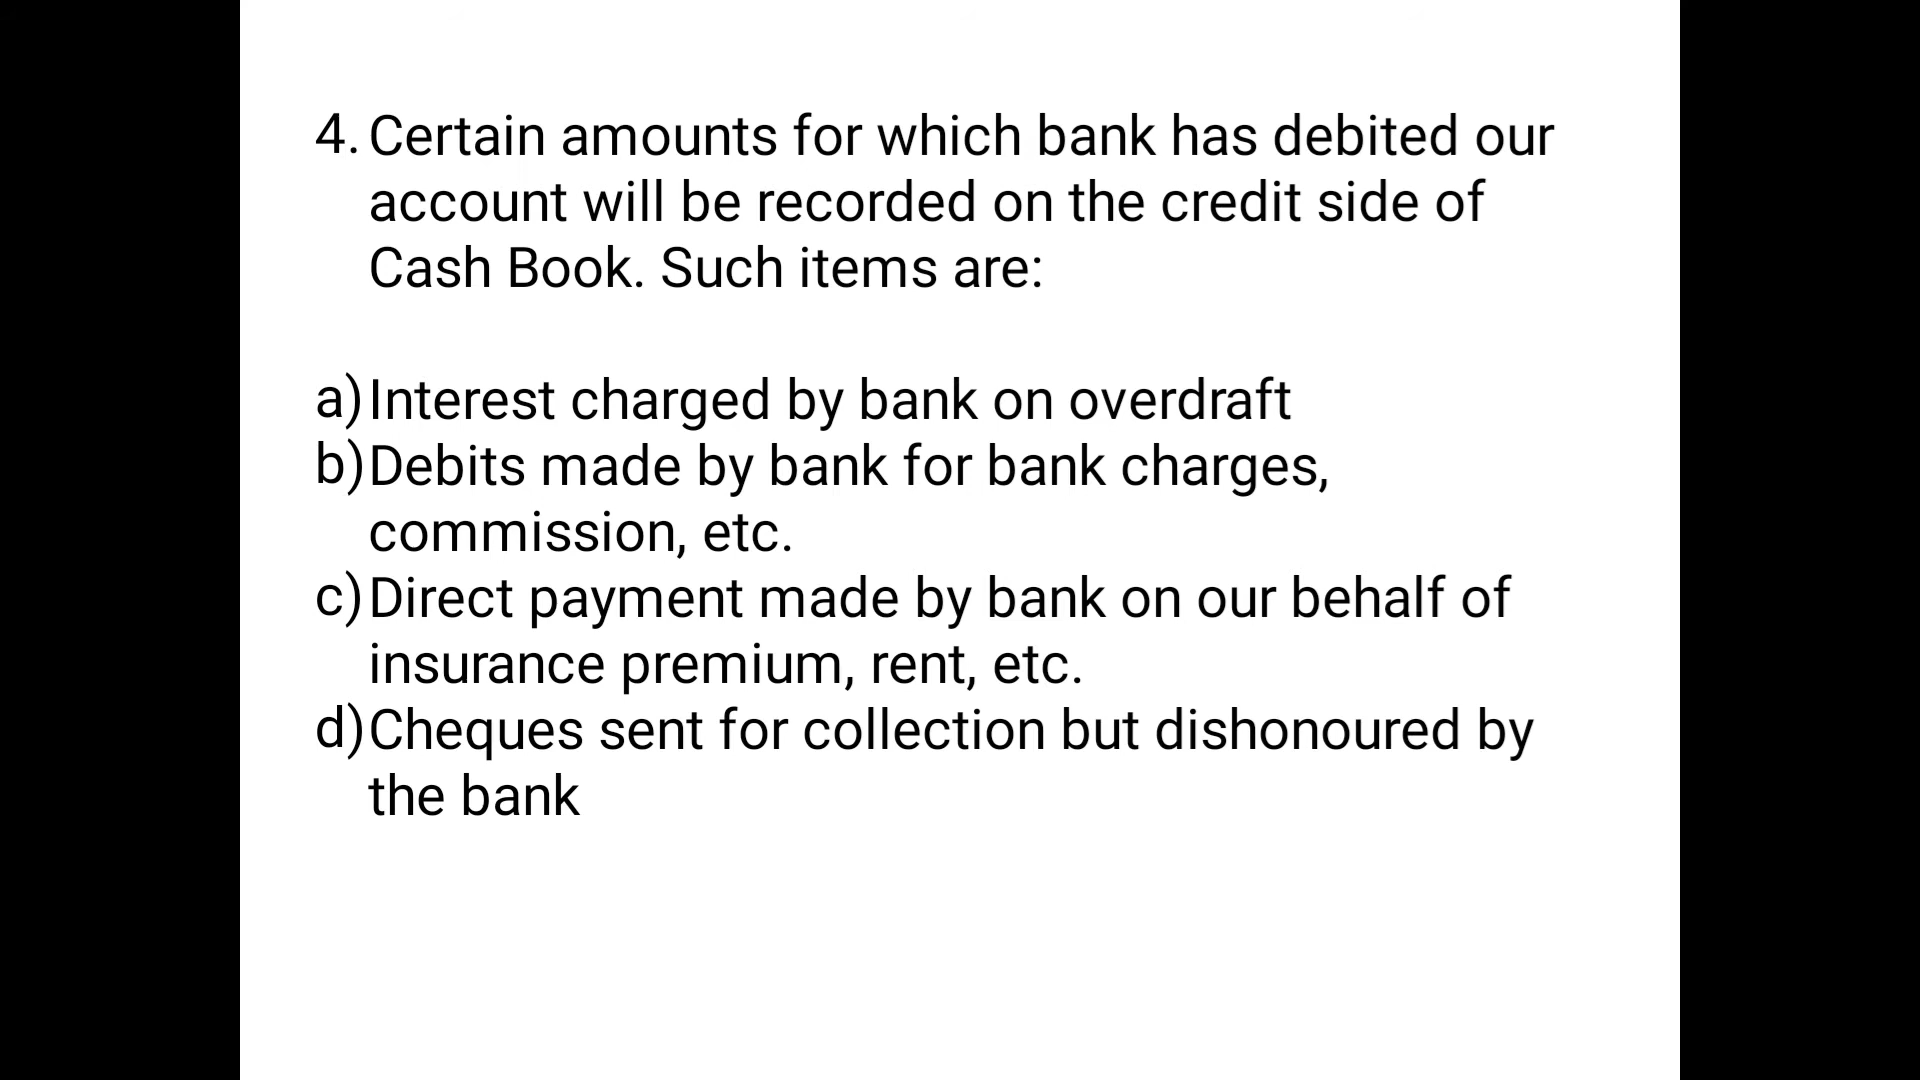 4. Certain amounts for which bank has debited our
account will be recorded on the credit side of
Cash Book. Such items are:
a) Interest charged by bank on overdraft
b) Debits made by bank for bank charges,
commission, etc.
c) Direct payment made by bank on our behalf of
insurance premium, rent, etc.
d) Cheques sent for collection but dishonoured by
the bank